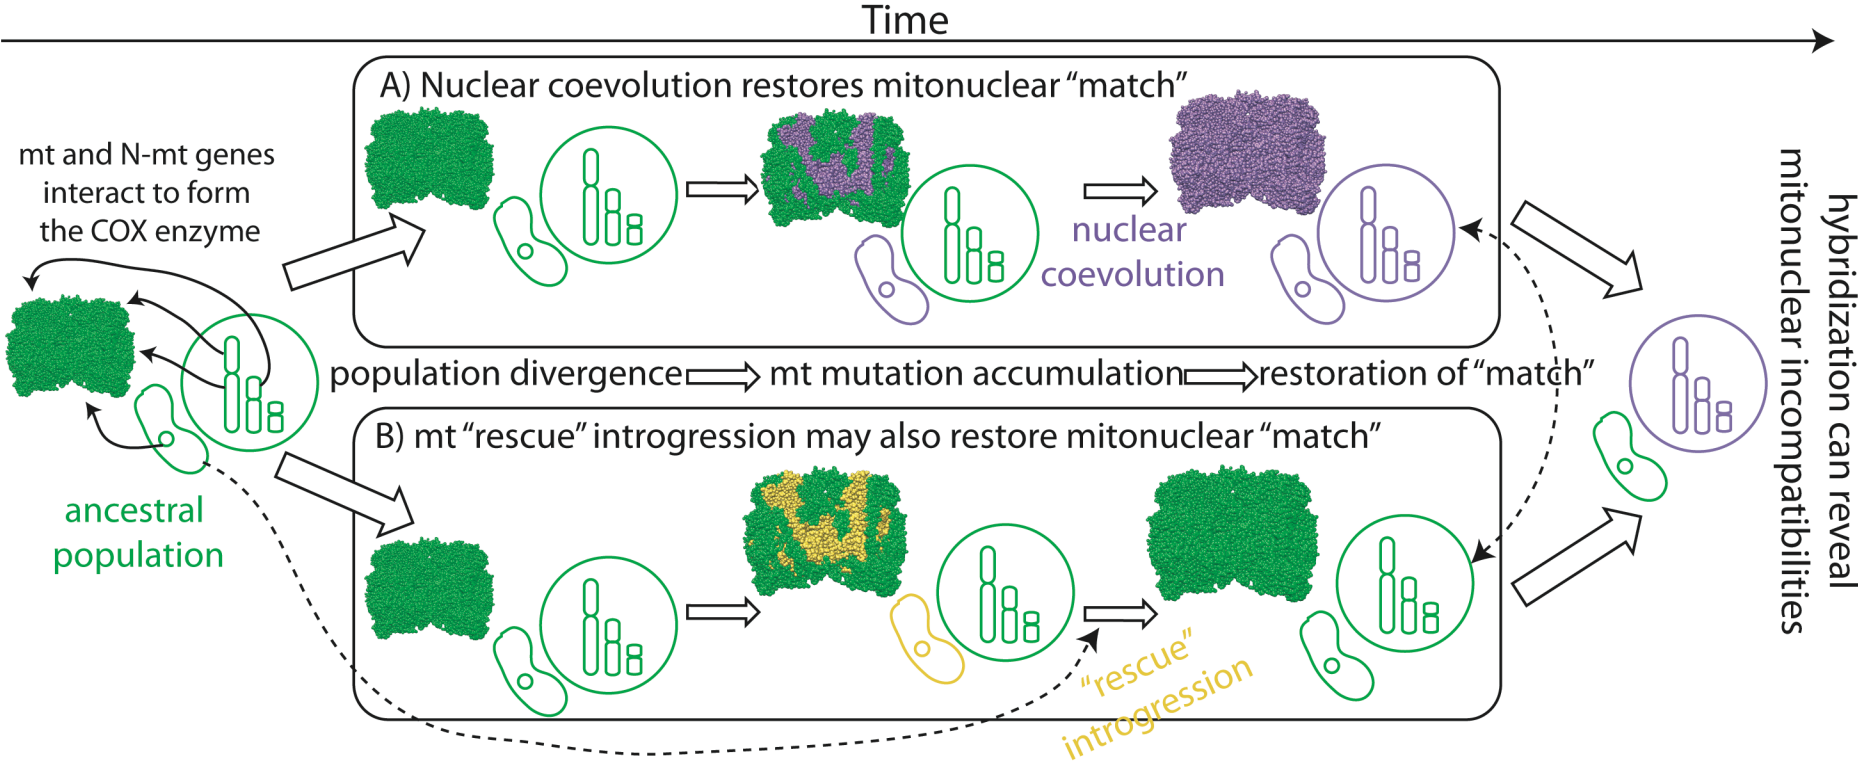 Time
A) Nuclear coevolution restores mitonuclear “match”
mt and N-mt genes
interact to form
the COX enzyme
nuclear
coevolution
population divergence
mt mutation accumulation
restoration of “match”
B) mt “rescue” introgression may also restore mitonuclear “match”
ancestral
population
“rescue”
introgression
hybridization can reveal
mitonuclear incompatibilities